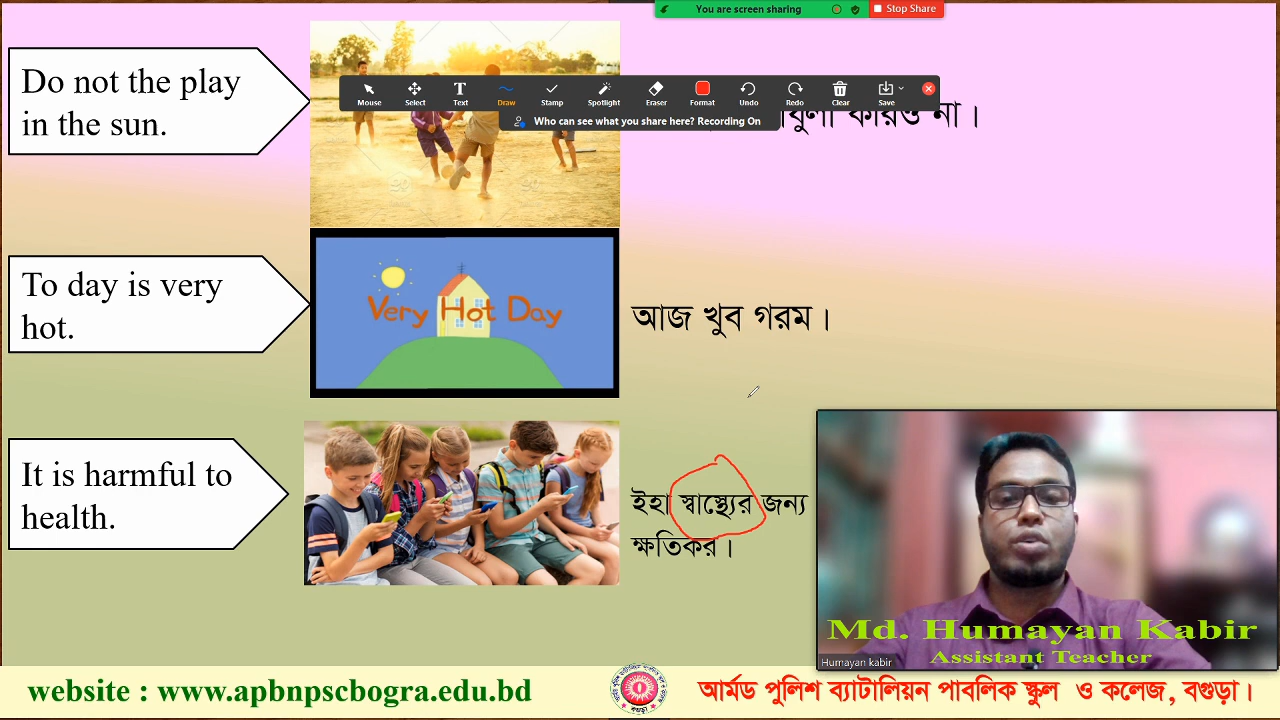 You are screen sharing
Stop Share
Do not the play
in the sun.
Mouse Select Text Draw Stamp Spotlight Eraser Format Undo Redo Clear Save
Who can see what you share here? Recording On
না।
To day is very
hot.
Very Hot Day
আজ খুব গরম।
It is harmful to
health.
ইহা স্বাস্থ্যের জন্য
ক্ষতিকর।
Md. Humayan Kabir
Assistant Teacher
Humayan kabir
website : www.apbnpscbogra.edu.bd
আর্মড পুলিশ ব্যাটালিয়ন পাবলিক স্কুল ও কলেজ, বগুড়া।